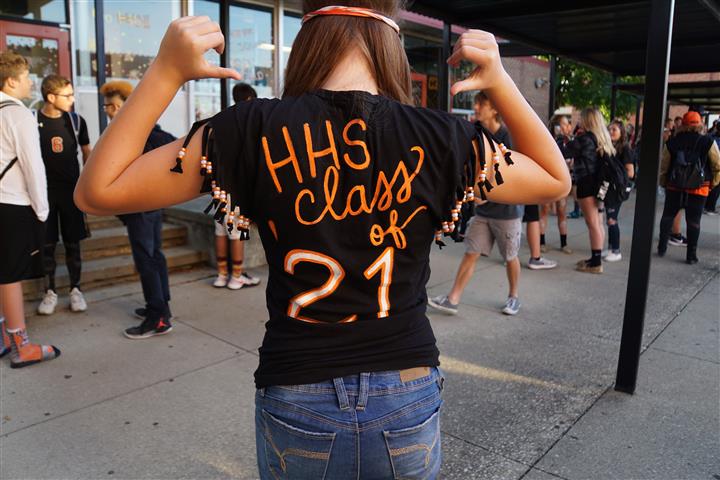 HHS
Class
of
'21